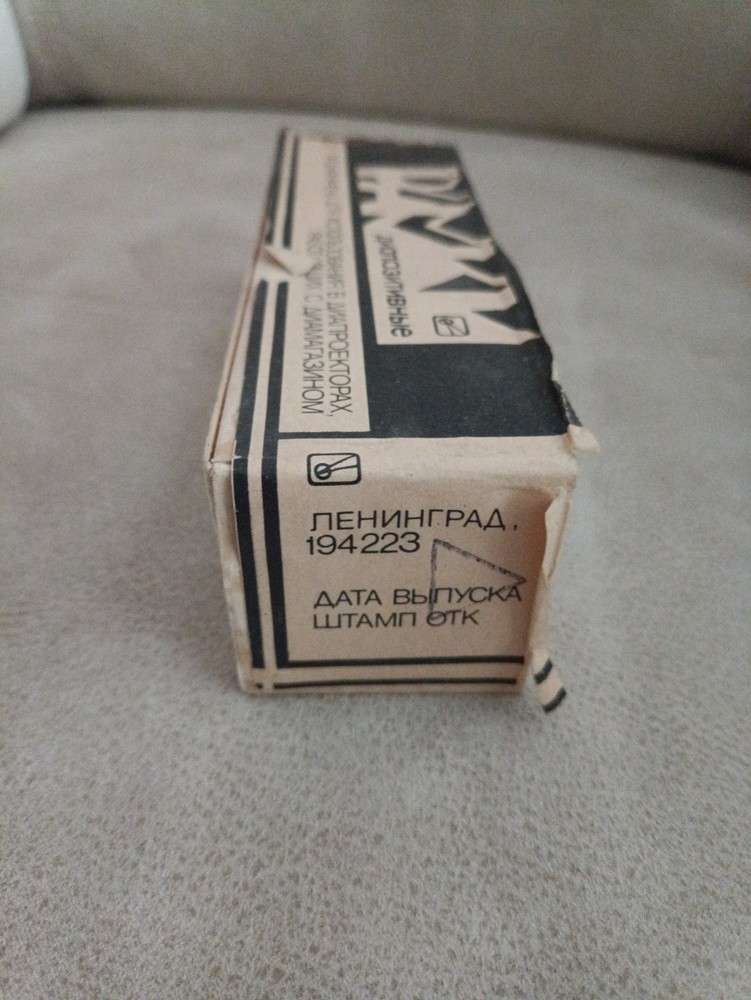 диапозитивные
В ДИАПРОЕКТОРАХ,
С ДИАМАГАЗИНОМ
ЛЕНИНГРАД,
194223
ДАТА ВЫПУСКА
ШТАМП ОТК